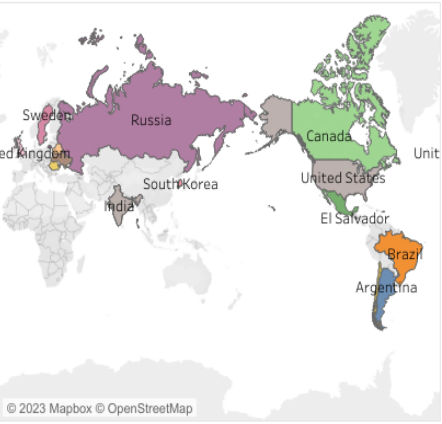 Sweden
Russia
Canada
ed Kingdom
Unit
South Korea
United States
India
El Salvador
Brazil
Argentina
© 2023 Mapbox © OpenStreetMap